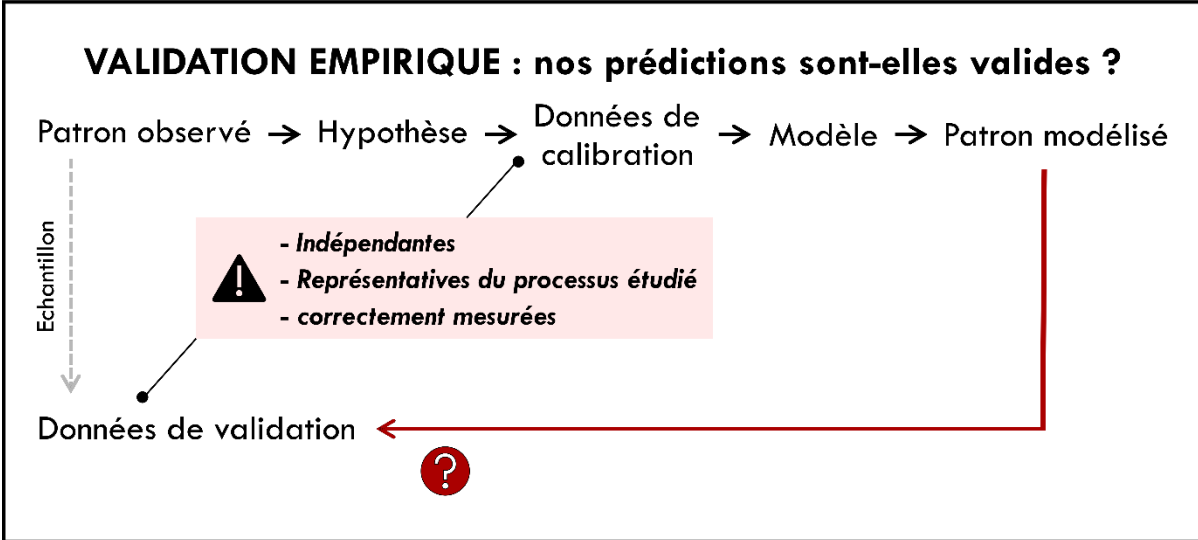 VALIDATION EMPIRIQUE : nos prédictions sont-elles valides ?
Patron observé → Hypothèse → Données de calibration → Modèle → Patron modélisé
Echantillon
- Indépendantes
- Représentatives du processus étudié
- correctement mesurées
Données de validation
?